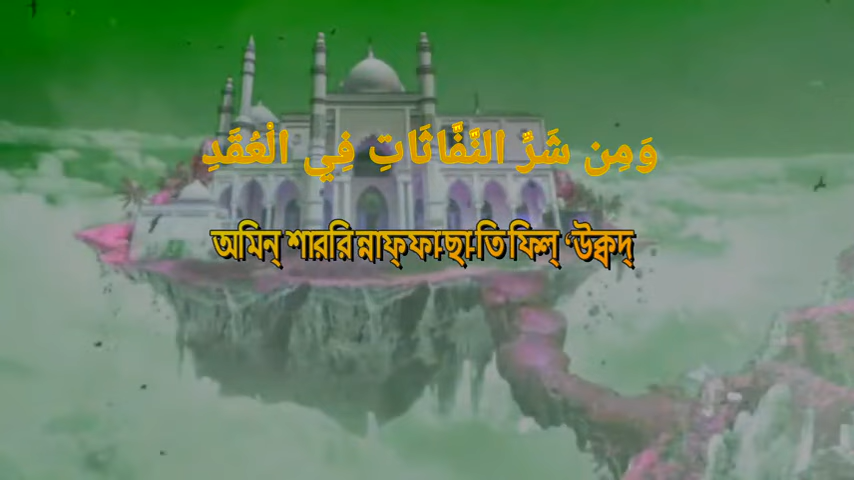 وَمِن شَرِّ النَّفَّاثَاتِ فِي الْعُقَدِ
অমিন্ শাররি ন্নাফ্ফা-ছা-তি ফিল্ ‘উক্বদ্